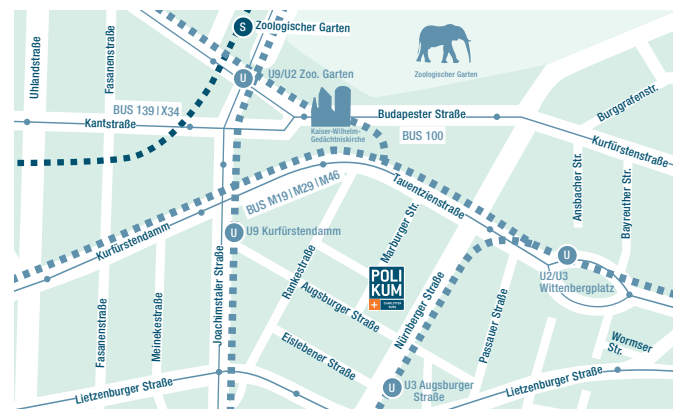 S
Zoologischer Garten
Zoologischer Garten
Uhlandstraße
Fasanenstraße
U
U9/U2 Zoo. Garten
Burggrafenstr.
BUS 139 | X34
Kantstraße
Budapester Straße
Kaiser-Wilhelm-
Gedächtniskirche
BUS 100
Kurfürstenstraße
Tauentzienstraße
Ansbacher Str.
Bayreuther Str.
BUS M19 | M29 | M46
Kurfürstendamm
U
U9 Kurfürstendamm
Marburger Str.
Joachimstaler Straße
Rankestraße
U
U2/U3
Wittenbergplatz
POLI
KUM
+
CHARLOTTEN
BURG
Augsburger Straße
Nürnberger Straße
Passauer Straße
Fasanenstraße
Meinekestraße
Eislebener Straße
Wormser
Str.
Lietzenburger Straße
U
U3 Augsburger
Straße
Lietzenburger Straße